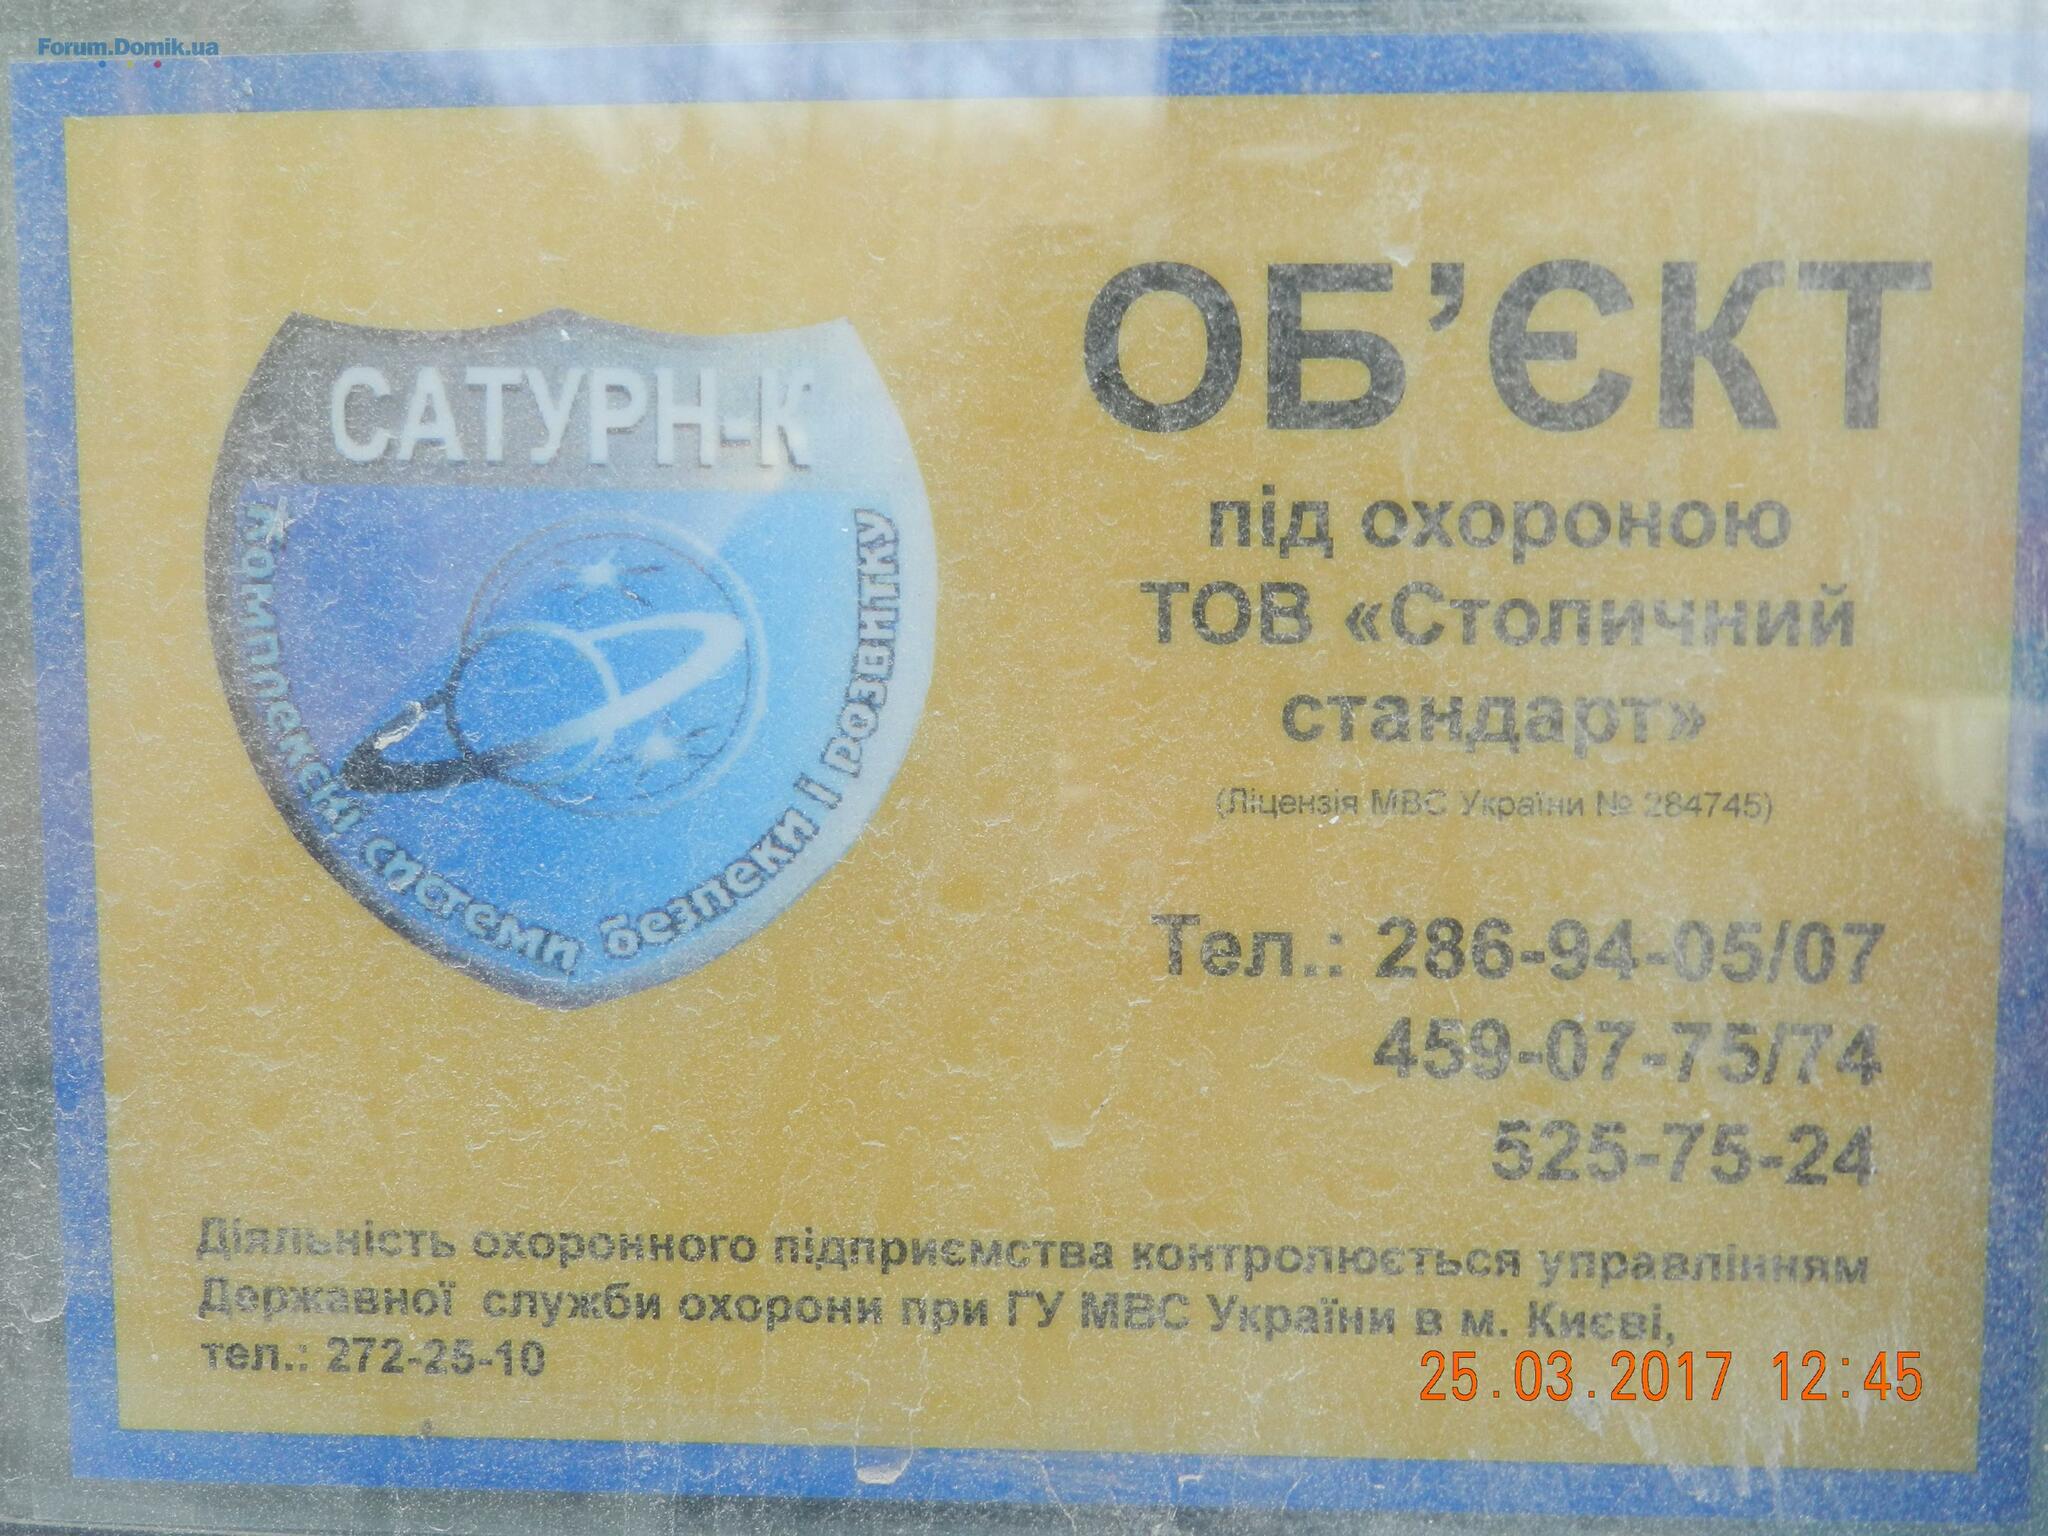 Forum.Domik.ua
САТУРН-К
Комплексні системи безпеки і розвитку
ОБ’ЄКТ
під охороною
ТОВ «Столичний
стандарт»
(Ліцензія МВС України № 284745)
Тел.: 286-94-05/07
459-07-75/74
525-75-24
Діяльність охоронного підприємства контролюється управлінням
Державної служби охорони при ГУ МВС України в м. Києві,
тел.: 272-25-10
25.03.2017 12:45